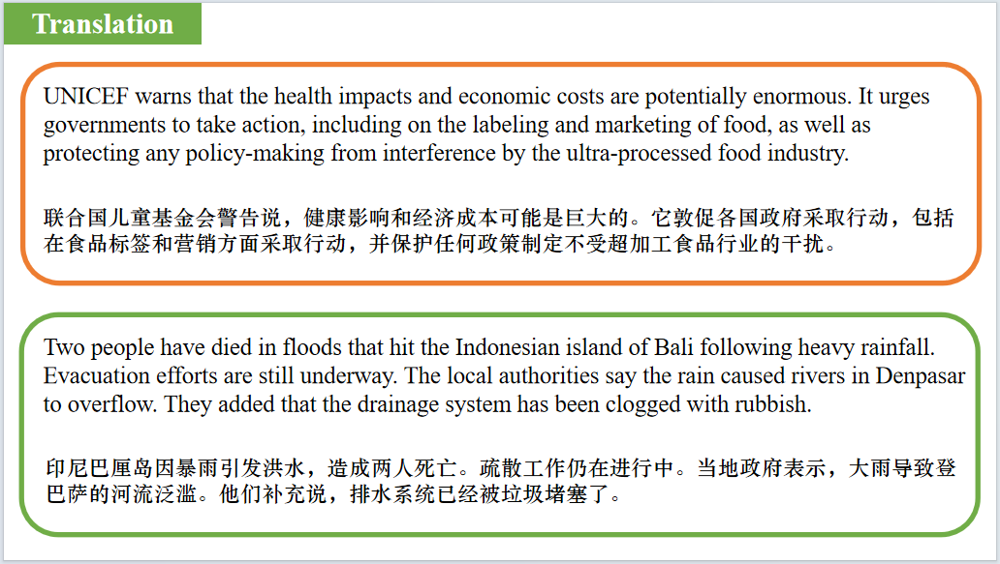 Translation
UNICEF warns that the health impacts and economic costs are potentially enormous. It urges
governments to take action, including on the labeling and marketing of food, as well as
protecting any policy-making from interference by the ultra-processed food industry.
联合国儿童基金会警告说，健康影响和经济成本可能是巨大的。它敦促各国政府采取行动，包括
在食品标签和营销方面采取行动，并保护任何政策制定不受超加工食品行业的干扰。
Two people have died in floods that hit the Indonesian island of Bali following heavy rainfall.
Evacuation efforts are still underway. The local authorities say the rain caused rivers in Denpasar
to overflow. They added that the drainage system has been clogged with rubbish.
印尼巴厘岛因暴雨引发洪水，造成两人死亡。疏散工作仍在进行中。当地政府表示，大雨导致登
巴萨的河流泛滥。他们补充说，排水系统已经被垃圾堵塞了。